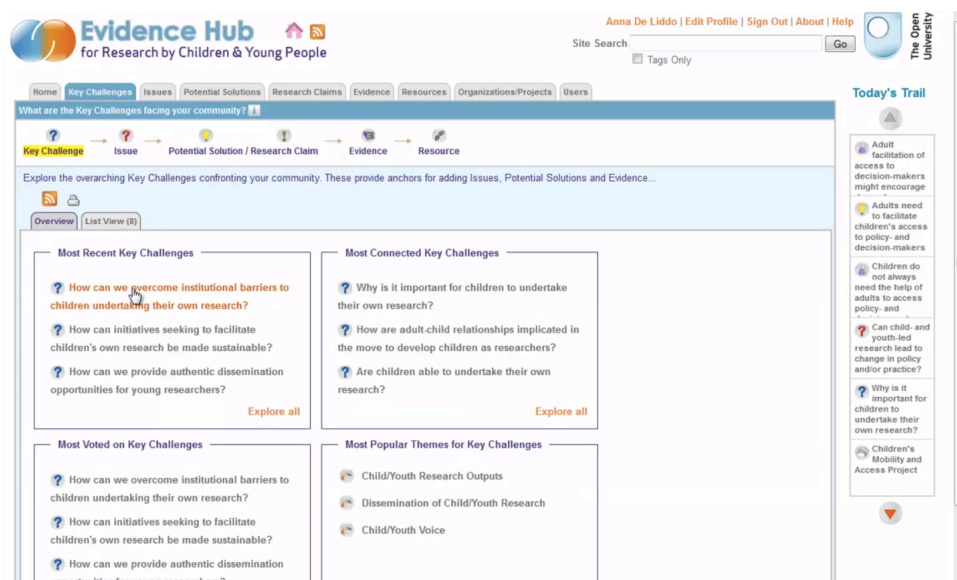 Evidence Hub
for Research by Children & Young People
Anna De Liddo | Edit Profile | Sign Out | About | Help
Site Search
Go
Tags Only
The Open
University
Home
Key Challenges
Issues
Potential Solutions
Research Claims
Evidence
Resources
Organizations/Projects
Users
What are the Key Challenges facing your community?
Key Challenge
Issue
Potential Solution / Research Claim
Evidence
Resource
Explore the overarching Key Challenges confronting your community. These provide anchors for adding Issues, Potential Solutions and Evidence...
Overview
List View (8)
Most Recent Key Challenges
How can we overcome institutional barriers to
children undertaking their own research?
How can initiatives seeking to facilitate
children's own research be made sustainable?
How can we provide authentic dissemination
opportunities for young researchers?
Explore all
Most Connected Key Challenges
Why is it important for children to undertake
their own research?
How are adult-child relationships implicated in
the move to develop children as researchers?
Are children able to undertake their own
research?
Explore all
Most Voted on Key Challenges
How can we overcome institutional barriers to
children undertaking their own research?
How can initiatives seeking to facilitate
children's own research be made sustainable?
How can we provide authentic dissemination
Most Popular Themes for Key Challenges
Child/Youth Research Outputs
Dissemination of Child/Youth Research
Child/Youth Voice
Today's Trail
Adult
facilitation of
access to
decision-makers
might encourage
Adults need
to facilitate
children's access
to policy- and
decision-makers
Children do
not always
need the help of
adults to access
policy- and
Can child- and
youth-led
research lead to
change in policy
and/or practice?
Why is it
important for
children to
undertake their
own research?
Children's
Mobility and
Access Project